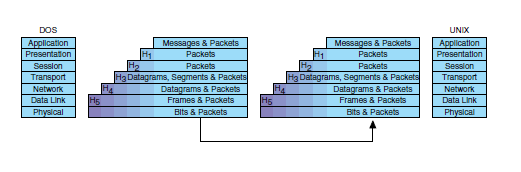 DOS
UNIX
Application Messages & Packets Messages & Packets Application
Presentation H1 Packets H1 Packets Presentation
Session H2 Packets H2 Packets Session
Transport H3 Datagrams, Segments & Packets H3 Datagrams, Segments & Packets Transport
Network H4 Datagrams & Packets H4 Datagrams & Packets Network
Data Link H5 Frames & Packets H5 Frames & Packets Data Link
Physical Bits & Packets Bits & Packets Physical